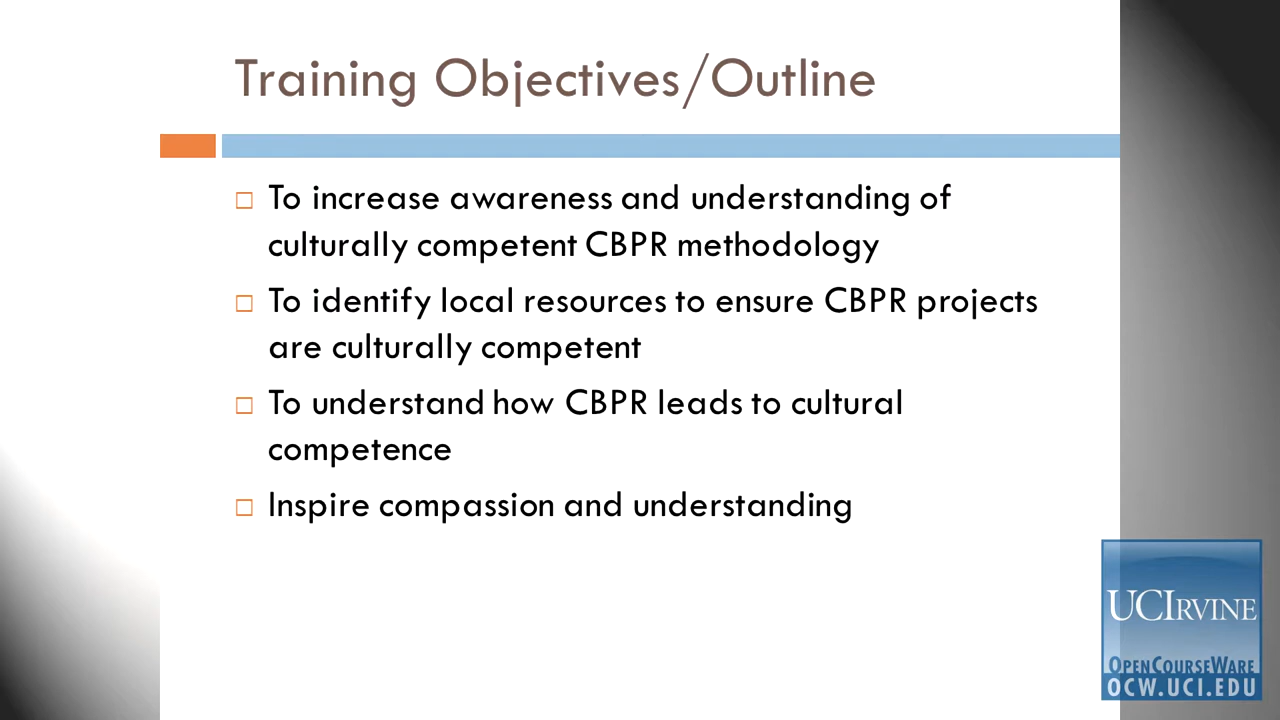 Training Objectives/Outline
To increase awareness and understanding of
culturally competent CBPR methodology
To identify local resources to ensure CBPR projects
are culturally competent
To understand how CBPR leads to cultural
competence
Inspire compassion and understanding
UCIRVINE
OPENCOURSEWARE
OCW.UCI.EDU